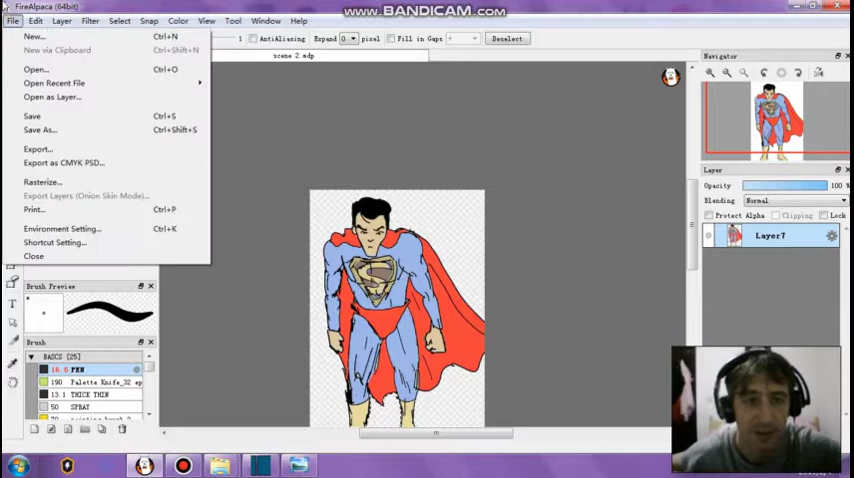 FireAlpaca (64bit)
www.BANDICAM.com
File Edit Layer Filter Select Snap Color View Tool Window Help
AntiAliasing Expand 0 pixel Fill in Gaps Deselect
scene 2.mdp
New... Ctrl+N
New via Clipboard Ctrl+Shift+N
Open... Ctrl+O
Open Recent File
Open as Layer...
Save Ctrl+S
Save As... Ctrl+Shift+S
Export...
Export as CMYK PSD...
Rasterize...
Export Layers (Onion Skin Mode)...
Print... Ctrl+P
Environment Setting... Ctrl+K
Shortcut Setting...
Close
Navigator
Layer
Opacity 100 %
Blending Normal
Protect Alpha Clipping Lock
Layer7
Brush Preview
Brush
BASCS [25]
16.6 PEN
190 Palette Knife_32 ep
13.1 THICK THIN
50 SPRAY
S